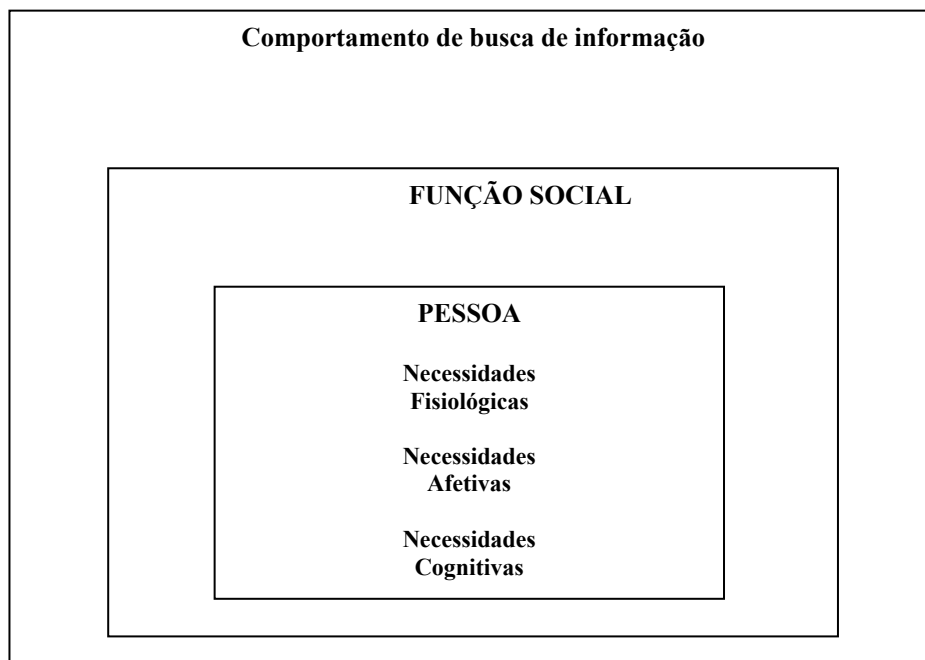 Comportamento de busca de informação
FUNÇÃO SOCIAL
PESSOA
Necessidades
Fisiológicas
Necessidades
Afetivas
Necessidades
Cognitivas